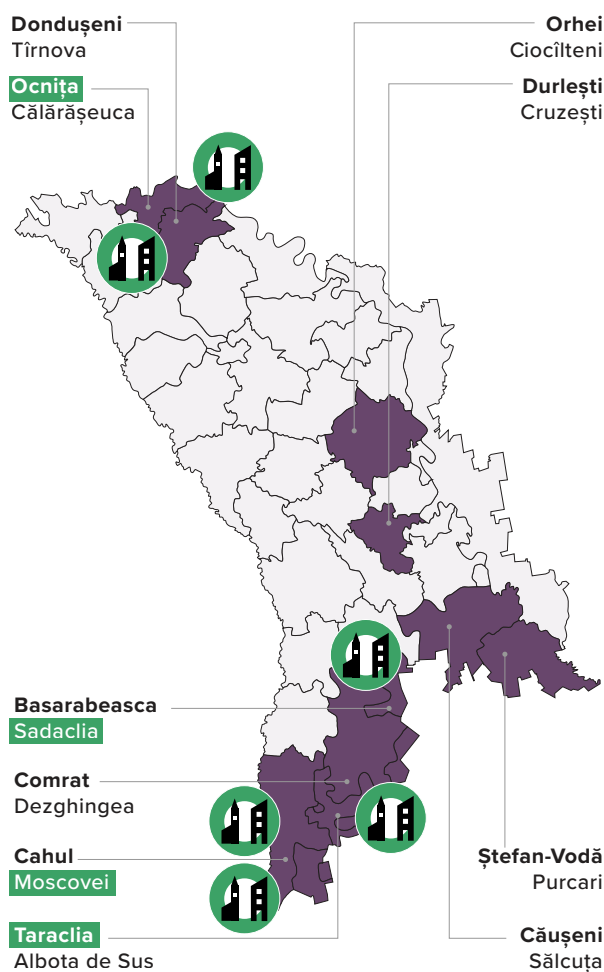 Dondușeni
Tîrnova
Ocnița
Călărășeuca
Orhei
Ciocîlteni
Durlești
Cruzești
Basarabeasca
Sadaclia
Comrat
Dezghingea
Cahul
Moscovei
Taraclia
Albota de Sus
Ștefan-Vodă
Purcari
Căușeni
Sălcuța